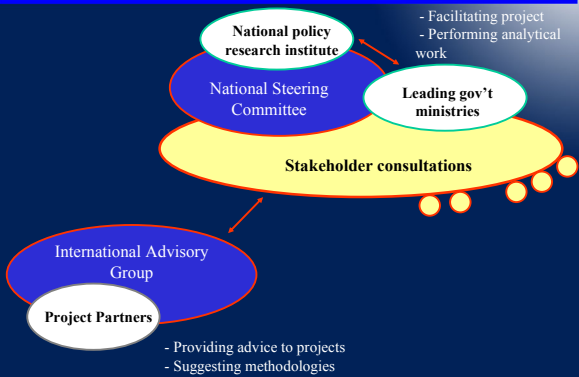 National policy
research institute
- Facilitating project
- Performing analytical
work
National Steering
Committee
Leading gov't
ministries
Stakeholder consultations
International Advisory
Group
Project Partners
- Providing advice to projects
- Suggesting methodologies